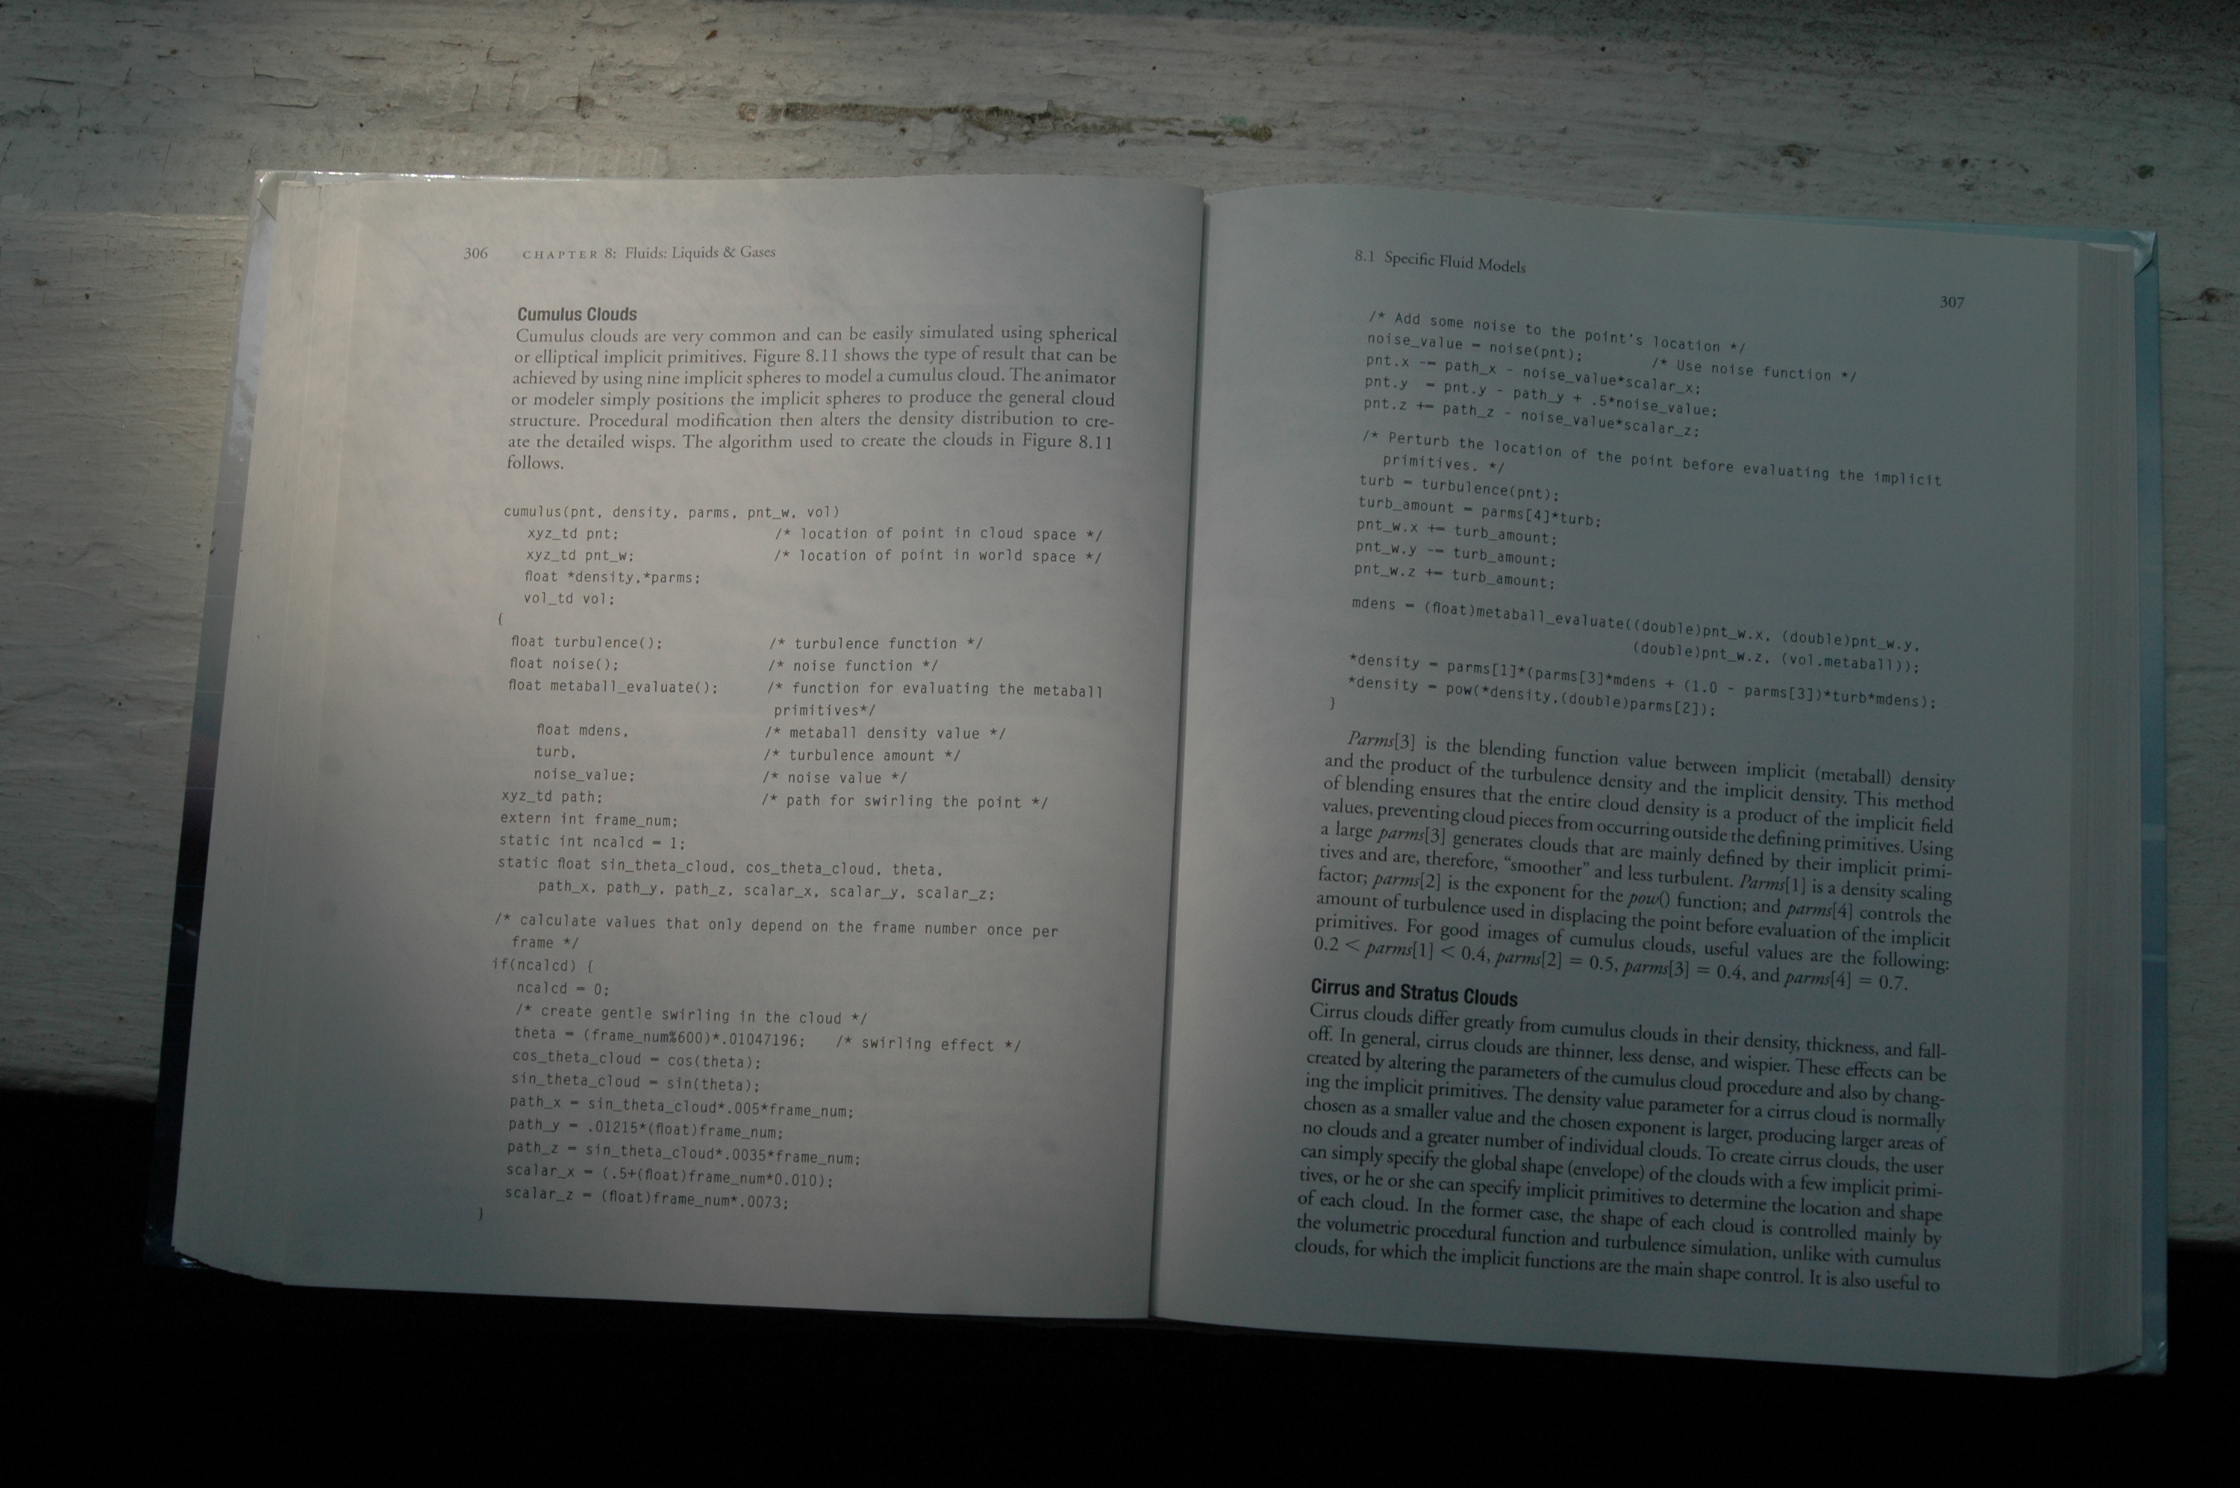 306 CHAPTER 8: Fluids: Liquids & Gases
Cumulus Clouds
Cumulus clouds are very common and can be easily simulated using spherical
or elliptical implicit primitives. Figure 8.11 shows the type of result that can be
achieved by using nine implicit spheres to model a cumulus cloud. The animator
or modeler simply positions the implicit spheres to produce the general cloud
structure. Procedural modification then alters the density distribution to cre-
ate the detailed wisps. The algorithm used to create the clouds in Figure 8.11
follows.
cumulus(pnt, density, parms, pnt_w, vol)
xyz_td pnt; /* location of point in cloud space */
xyz_td pnt_w; /* location of point in world space */
float *density,*parms;
vol_td vol;
{
float turbulence(); /* turbulence function */
float noise(); /* noise function */
float metaball_evaluate(); /* function for evaluating the metaball
primitives*/
float mdens, /* metaball density value */
turb, /* turbulence amount */
noise_value; /* noise value */
xyz_td path; /* path for swirling the point */
extern int frame_num;
static int ncalcd = 1;
static float sin_theta_cloud, cos_theta_cloud, theta,
path_x, path_y, path_z, scalar_x, scalar_y, scalar_z;
/* calculate values that only depend on the frame number once per
frame */
if(ncalcd) {
ncalcd = 0;
/* create gentle swirling in the cloud */
theta = (frame_num%600)*.01047196; /* swirling effect */
cos_theta_cloud = cos(theta);
sin_theta_cloud = sin(theta);
path_x = sin_theta_cloud*.005*frame_num;
path_y = .01215*(float)frame_num;
path_z = sin_theta_cloud*.0035*frame_num;
scalar_x = (.5+(float)frame_num*0.010);
scalar_z = (float)frame_num*.0073;
}
8.1 Specific Fluid Models
307
/* Add some noise to the point's location */
noise_value = noise(pnt); /* Use noise function */
pnt.x -= path_x - noise_value*scalar_x;
pnt.y = pnt.y - path_y + .5*noise_value;
pnt.z += path_z - noise_value*scalar_z;
/* Perturb the location of the point before evaluating the implicit
primitives. */
turb = turbulence(pnt);
turb_amount = parms[4]*turb;
pnt_w.x += turb_amount;
pnt_w.y -= turb_amount;
pnt_w.z += turb_amount;
mdens = (float)metaball_evaluate((double)pnt_w.x, (double)pnt_w.y,
(double)pnt_w.z, (vol.metaball));
*density = parms[1]*(parms[3]*mdens + (1.0 - parms[3])*turb*mdens);
*density = pow(*density,(double)parms[2]);
}
Parms[3] is the blending function value between implicit (metaball) density
and the product of the turbulence density and the implicit density. This method
of blending ensures that the entire cloud density is a product of the implicit field
values, preventing cloud pieces from occurring outside the defining primitives. Using
a large parms[3] generates clouds that are mainly defined by their implicit primi-
tives and are, therefore, "smoother" and less turbulent. Parms[1] is a density scaling
factor; parms[2] is the exponent for the pow() function; and parms[4] controls the
amount of turbulence used in displacing the point before evaluation of the implicit
primitives. For good images of cumulus clouds, useful values are the following:
0.2 < parms[1] < 0.4, parms[2] = 0.5, parms[3] = 0.4, and parms[4] = 0.7.
Cirrus and Stratus Clouds
Cirrus clouds differ greatly from cumulus clouds in their density, thickness, and fall-
off. In general, cirrus clouds are thinner, less dense, and wispier. These effects can be
created by altering the parameters of the cumulus cloud procedure and also by chang-
ing the implicit primitives. The density value parameter for a cirrus cloud is normally
chosen as a smaller value and the chosen exponent is larger, producing larger areas of
no clouds and a greater number of individual clouds. To create cirrus clouds, the user
can simply specify the global shape (envelope) of the clouds with a few implicit primi-
tives, or he or she can specify implicit primitives to determine the location and shape
of each cloud. In the former case, the shape of each cloud is controlled mainly by
the volumetric procedural function and turbulence simulation, unlike with cumulus
clouds, for which the implicit functions are the main shape control. It is also useful to